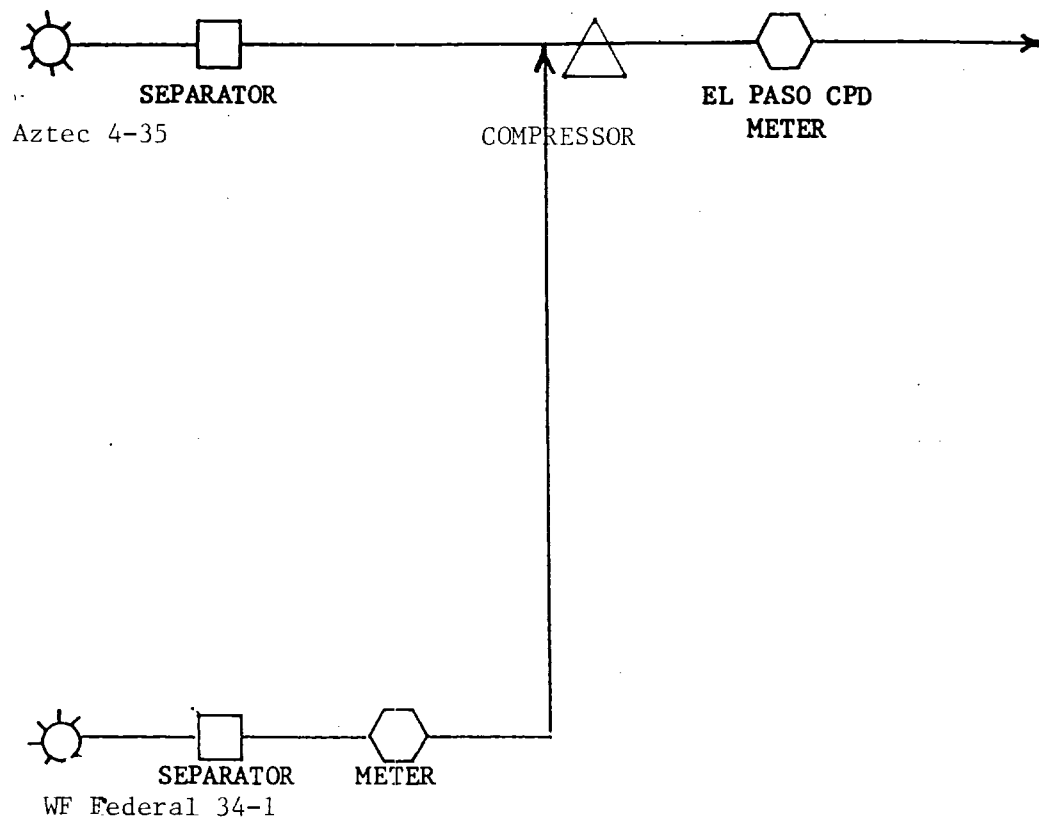 SEPARATOR
Aztec 4-35
COMPRESSOR
EL PASO CPD
METER
SEPARATOR
METER
WF Federal 34-1